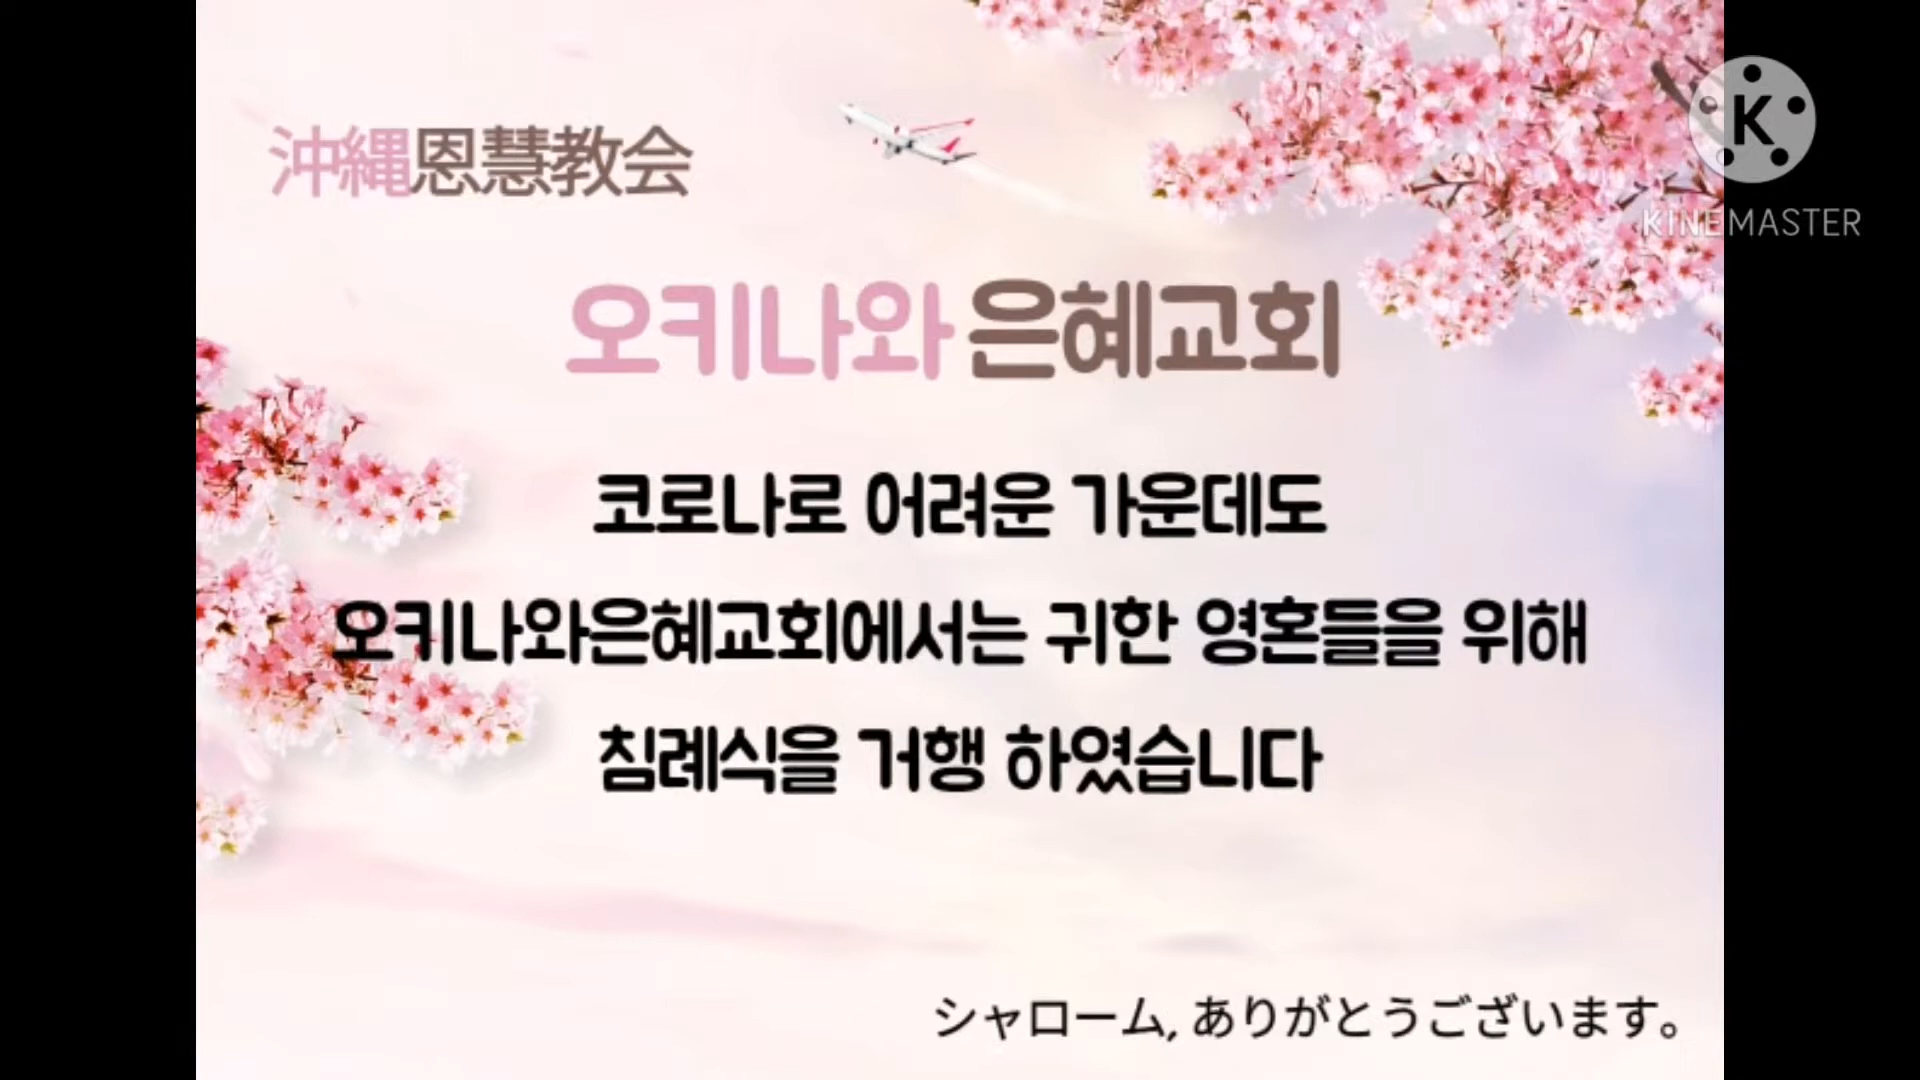 沖縄恩慧教会
K
KINEMASTER
오키나와 은혜교회
코로나로 어려운 가운데도
오키나와은혜교회에서는 귀한 영혼들을 위해
침례식을 거행 하였습니다
シャローム, ありがとうございます。